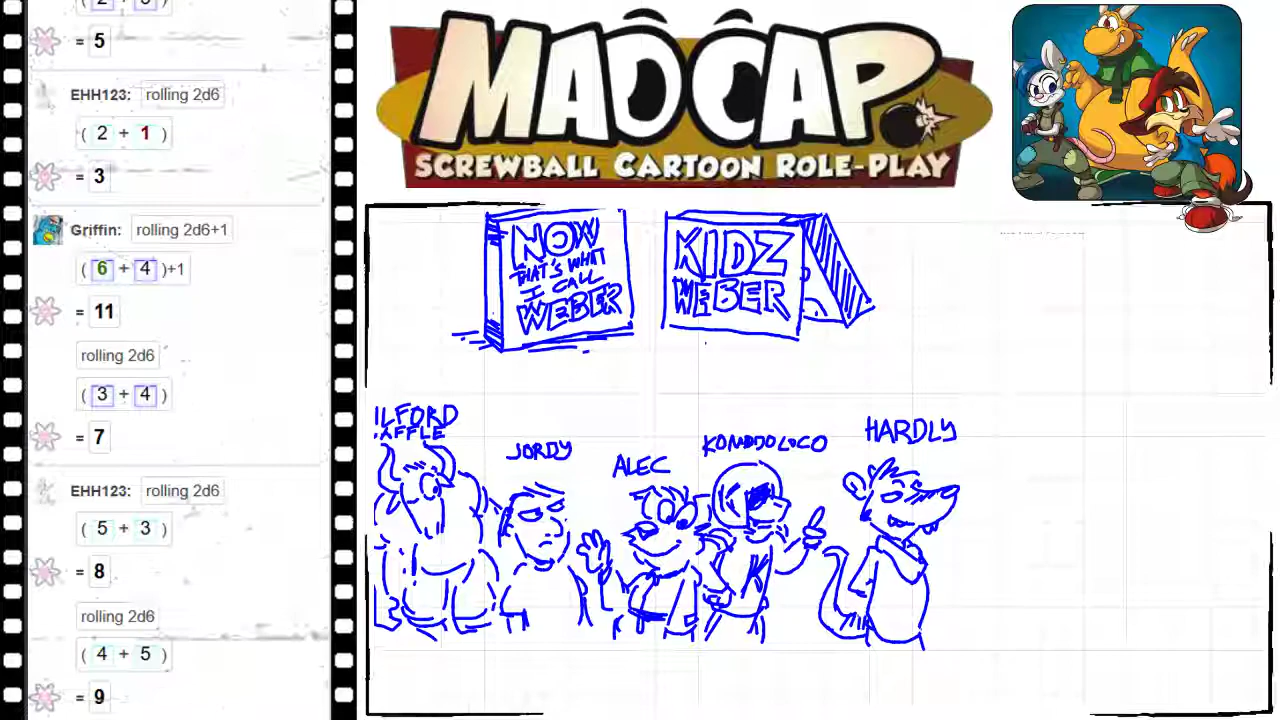 = 5
EHH123: rolling 2d6
( 2 + 1 )
= 3
Griffin: rolling 2d6+1
( 6 + 4 )+1
= 11
rolling 2d6
( 3 + 4 )
= 7
EHH123: rolling 2d6
( 5 + 3 )
= 8
rolling 2d6
( 4 + 5 )
= 9
MADCAP
SCREWBALL CARTOON ROLE-PLAY
NOW
THAT'S WHAT
I CALL
WEBER
KIDZ
WEBER
ILFORD
AFFLE
JORDY
ALEC
KOMODOLOCO
HARDLY